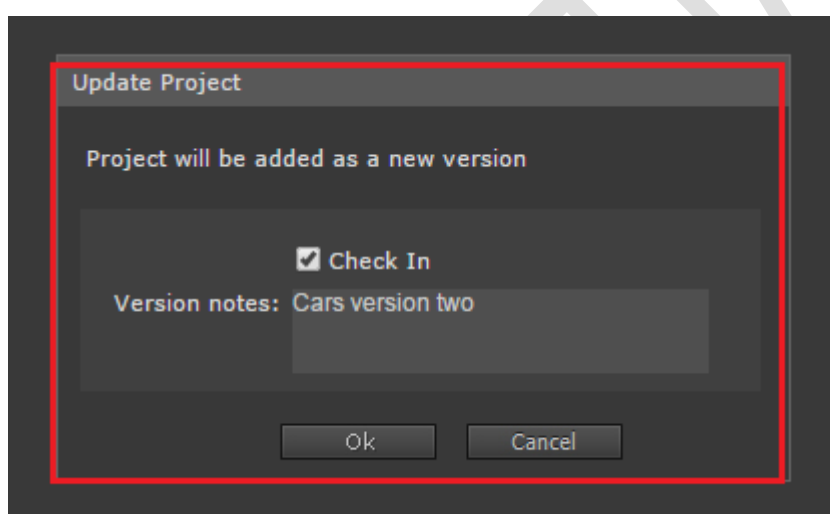 Update Project
Project will be added as a new version
Check In
Version notes: Cars version two
Ok Cancel